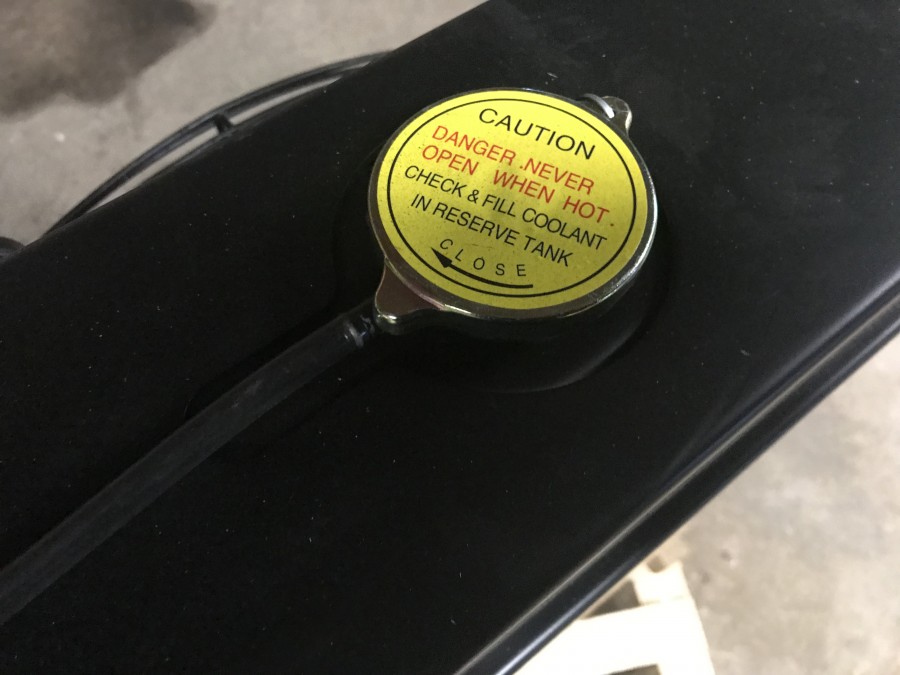 CAUTION
DANGER .NEVER
OPEN WHEN HOT
CHECK & FILL COOLANT
IN RESERVE TANK
CLOSE